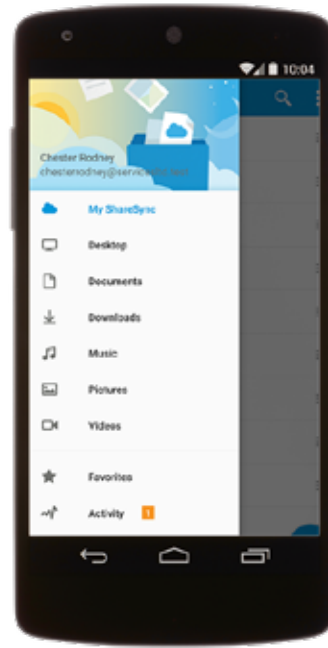 10:04
Chester Rodney
My ShareSync
Desktop
Documents
Downloads
Music
Pictures
Videos
Favorites
Activity 1